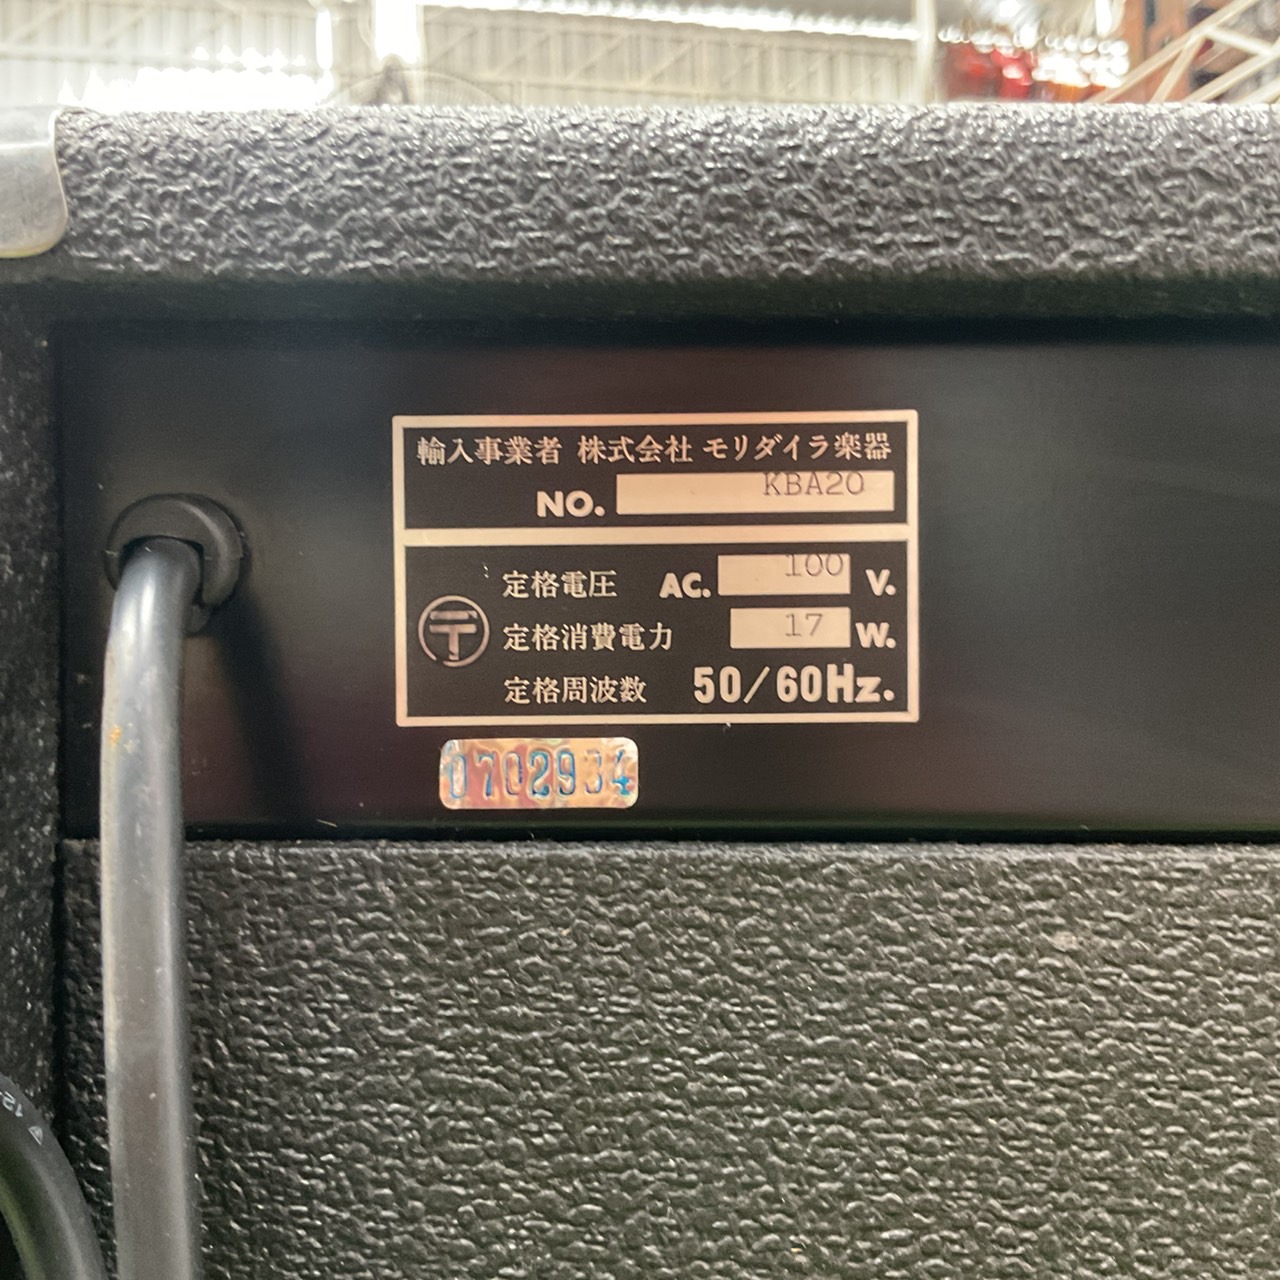 輸入事業者 株式会社 モリダイラ楽器
NO. KBA20
定格電圧 AC. 100 V.
〒
定格消費電力 17 W.
定格周波数 50/60Hz.
0702934